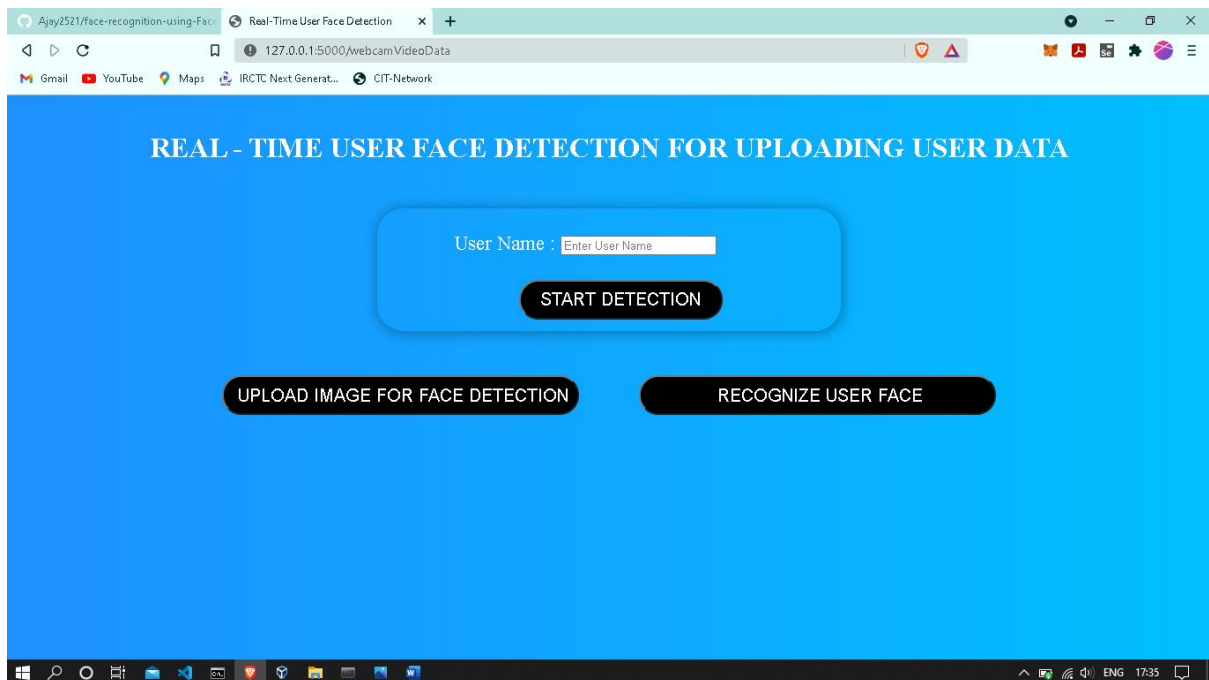 Ajay2521/face-recognition-using-Face
Real-Time User Face Detection
127.0.0.1:5000/webcamVideoData
Gmail YouTube Maps IRCTC Next Generat... CIT-Network
REAL - TIME USER FACE DETECTION FOR UPLOADING USER DATA
User Name : Enter User Name
START DETECTION
UPLOAD IMAGE FOR FACE DETECTION
RECOGNIZE USER FACE
ENG 17:35